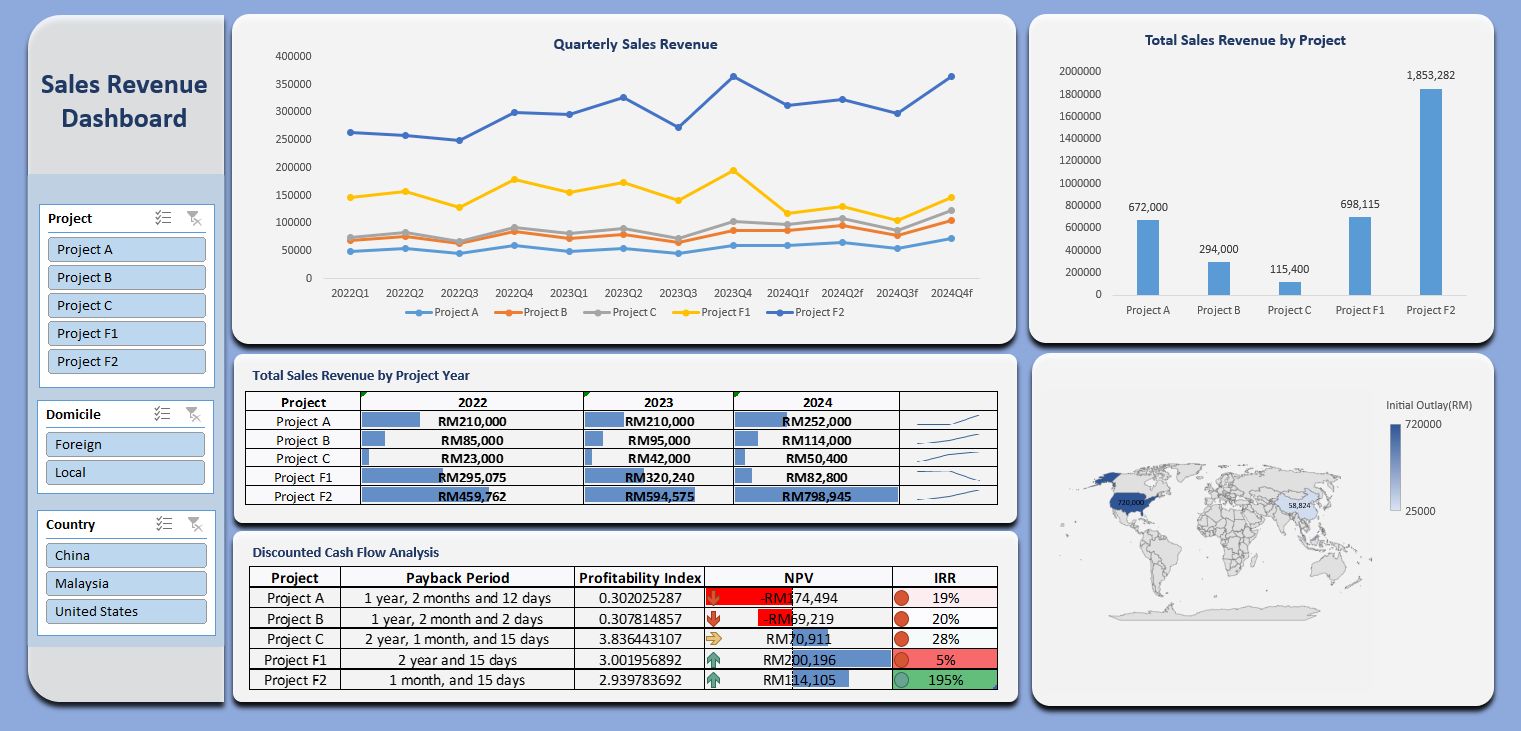 Sales Revenue
Dashboard
Project
Project A
Project B
Project C
Project F1
Project F2
Domicile
Foreign
Local
Country
China
Malaysia
United States
Quarterly Sales Revenue
400000
350000
300000
250000
200000
150000
100000
50000
0
2022Q1 2022Q2 2022Q3 2022Q4 2023Q1 2023Q2 2023Q3 2023Q4 2024Q1f 2024Q2f 2024Q3f 2024Q4f
Project A Project B Project C Project F1 Project F2
Total Sales Revenue by Project
2000000
1800000
1600000
1400000
1200000
1000000
800000
600000
400000
200000
0
672,000 294,000 115,400 698,115 1,853,282
Project A Project B Project C Project F1 Project F2
Total Sales Revenue by Project Year
Project 2022 2023 2024
Project A RM210,000 RM210,000 RM252,000
Project B RM85,000 RM95,000 RM114,000
Project C RM23,000 RM42,000 RM50,400
Project F1 RM295,075 RM320,240 RM82,800
Project F2 RM459,762 RM594,575 RM798,945
Discounted Cash Flow Analysis
Project Payback Period Profitability Index NPV IRR
Project A 1 year, 2 months and 12 days 0.302025287 -RM174,494 19%
Project B 1 year, 2 month and 2 days 0.307814857 -RM69,219 20%
Project C 2 year, 1 month, and 15 days 3.836443107 RM70,911 28%
Project F1 2 year and 15 days 3.001956892 RM200,196 5%
Project F2 1 month, and 15 days 2.939783692 RM114,105 195%
Initial Outlay(RM)
720000
25000
720,000
58,824